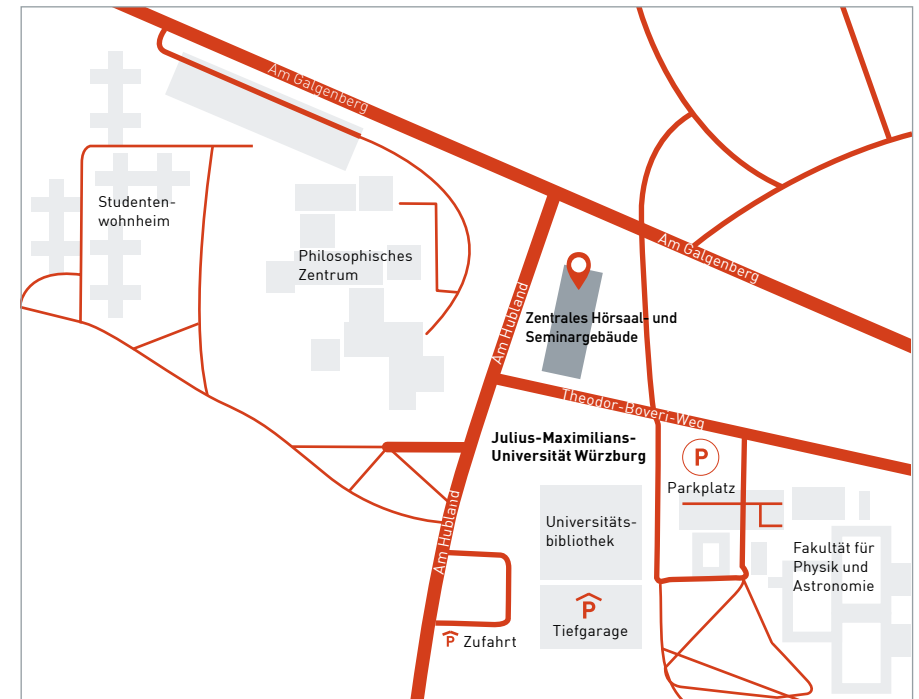 Am Galgenberg
Studenten-
wohnheim
Philosophisches
Zentrum
Am Galgenberg
Am Hubland
Zentrales Hörsaal- und
Seminargebäude
Theodor-Boveri-Weg
Julius-Maximilians-
Universität Würzburg
P
Parkplatz
Am Hubland
Universitäts-
bibliothek
Fakultät für
Physik und
Astronomie
P
Tiefgarage
P Zufahrt